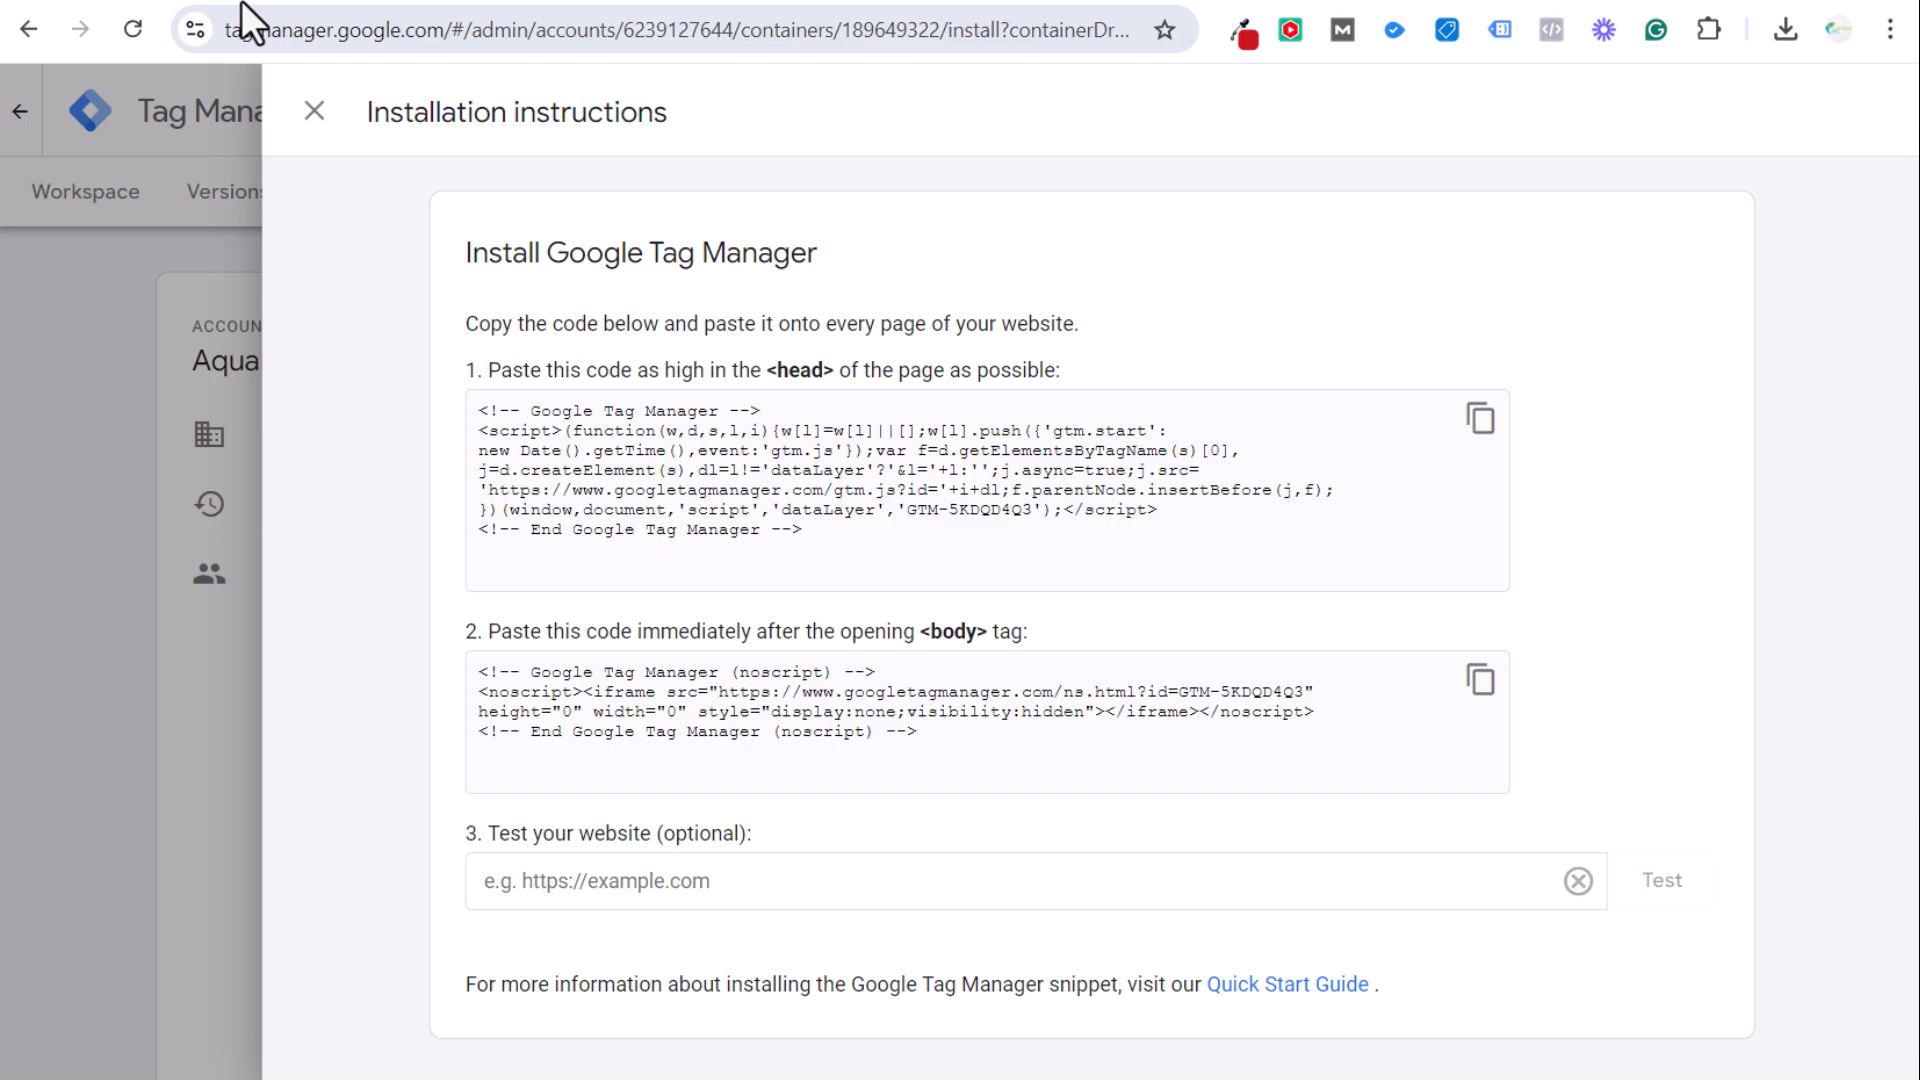 tagmanager.google.com/#/admin/accounts/6239127644/containers/189649322/install?containerDr...
Tag Mana
Installation instructions
Workspace
Versions
ACCOUN
Aqua
Install Google Tag Manager
Copy the code below and paste it onto every page of your website.
1. Paste this code as high in the <head> of the page as possible:
<!-- Google Tag Manager -->
<script>(function(w,d,s,l,i){w[l]=w[l]||[];w[l].push({'gtm.start':
new Date().getTime(),event:'gtm.js'});var f=d.getElementsByTagName(s)[0],
j=d.createElement(s),dl=l!='dataLayer'?'&l='+l:'';j.async=true;j.src=
'https://www.googletagmanager.com/gtm.js?id='+i+dl;f.parentNode.insertBefore(j,f);
})(window,document,'script','dataLayer','GTM-5KDQD4Q3');</script>
<!-- End Google Tag Manager -->
2. Paste this code immediately after the opening <body> tag:
<!-- Google Tag Manager (noscript) -->
<noscript><iframe src="https://www.googletagmanager.com/ns.html?id=GTM-5KDQD4Q3"
height="0" width="0" style="display:none;visibility:hidden"></iframe></noscript>
<!-- End Google Tag Manager (noscript) -->
3. Test your website (optional):
e.g. https://example.com
Test
For more information about installing the Google Tag Manager snippet, visit our Quick Start Guide .